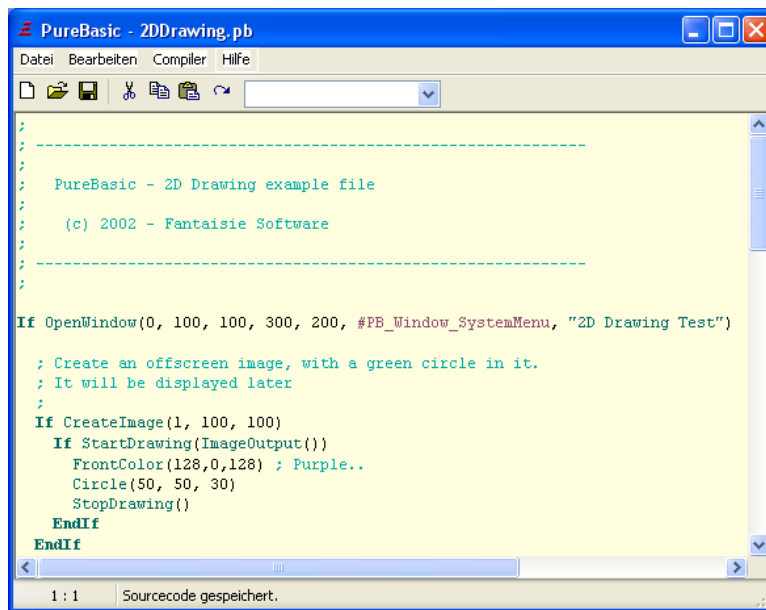 PureBasic - 2DDrawing.pb
Datei Bearbeiten Compiler Hilfe
;
; ------------------------------------------------------------
;
;   PureBasic - 2D Drawing example file
;
;    (c) 2002 - Fantaisie Software
;
; ------------------------------------------------------------
;
If OpenWindow(0, 100, 100, 300, 200, #PB_Window_SystemMenu, "2D Drawing Test")
  ; Create an offscreen image, with a green circle in it.
  ; It will be displayed later
  ;
  If CreateImage(1, 100, 100)
    If StartDrawing(ImageOutput())
      FrontColor(128,0,128) ; Purple..
      Circle(50, 50, 30)
      StopDrawing()
    EndIf
  EndIf
1 : 1 Sourcecode gespeichert.